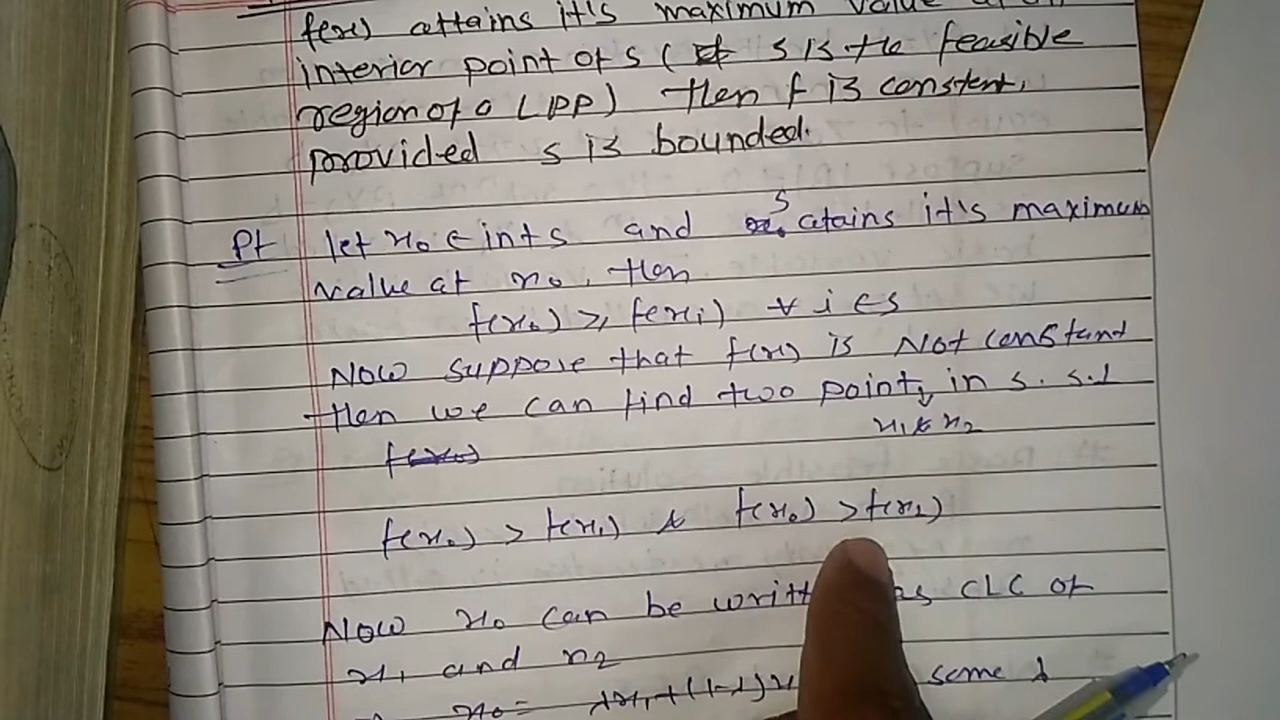 f(x) attains it's maximum value at an
interior point of S ( S is the feasible
region of a LPP) then f is constant,
provided S is bounded.
Pf let x₀ ∈ int S and S atains it's maximum
value at x₀, then
f(x₀) ≥ f(xᵢ) ∀ i ∈ S
Now suppose that f(x) is Not constant
then we can find two points in S. s.t
x₁ & x₂
f(x₀)
f(x₀) > f(x₁) & f(x₀) > f(x₂)
Now x₀ can be writt as CLC of
x₁ and x₂
x₀ = λx₁ + (1-λ)x some λ